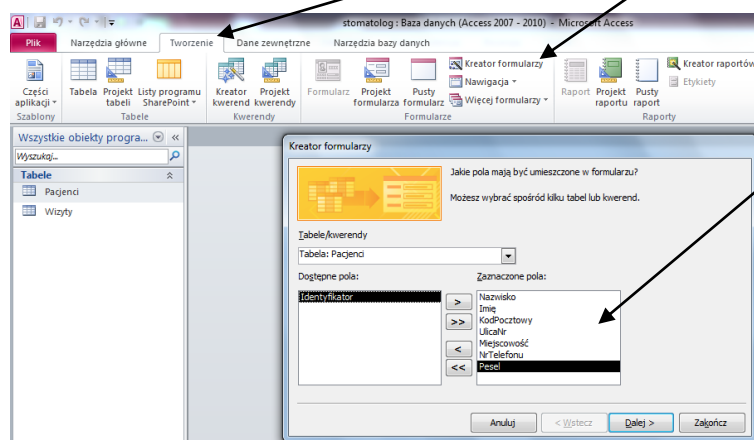 A
stomatolog : Baza danych (Access 2007 - 2010) - Microsoft Access
Plik Narzędzia główne Tworzenie Dane zewnętrzne Narzędzia bazy danych
Części aplikacji
Tabela
Projekt tabeli
Listy programu SharePoint
Kreator kwerend
Projekt kwerendy
Formularz
Projekt formularza
Pusty formularz
Kreator formularzy
Nawigacja
Więcej formularzy
Raport
Projekt raportu
Pusty raport
Kreator raportów
Etykiety
Szablony Tabele Kwerendy Formularze Raporty
Wszystkie obiekty progra... «
Wyszukaj...
Tabele
Pacjenci
Wizyty
Kreator formularzy
Jakie pola mają być umieszczone w formularzu?
Możesz wybrać spośród kilku tabel lub kwerend.
Tabele/kwerendy
Tabela: Pacjenci
Dostępne pola: Zaznaczone pola:
Identyfikator
>
>>
<
<<
Nazwisko
Imię
KodPocztowy
UlicaNr
Miejscowość
NrTelefonu
Pesel
Anuluj < Wstecz Dalej > Zakończ